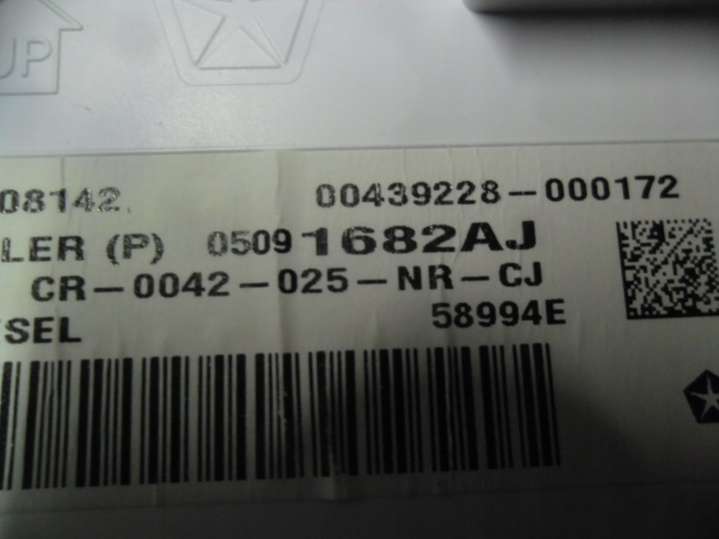 UP
08142 00439228-000172
LER (P) 05091682AJ
CR-0042-025-NR-CJ
SEL 58994E